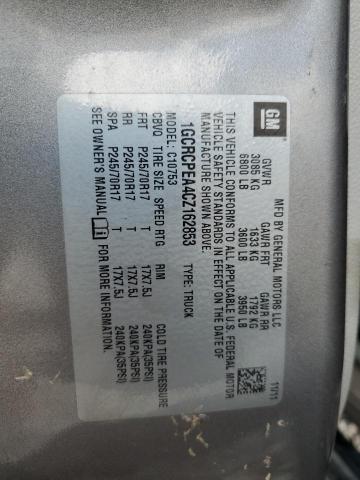 GM
MFD BY GENERAL MOTORS LLC
11/11
GVWR GAWR FRT GAWR RR
3085 KG 1633 KG 1792 KG
6800 LB 3600 LB 3950 LB
THIS VEHICLE CONFORMS TO ALL APPLICABLE U.S. FEDERAL MOTOR
VEHICLE SAFETY STANDARDS IN EFFECT ON THE DATE OF
MANUFACTURE SHOWN ABOVE.
1GCRCPEA4CZ162853 TYPE: TRUCK
MODEL: C10753
CBVQ TIRE SIZE SPEED RTG RIM COLD TIRE PRESSURE
FRT P245/70R17 T 17X7.5J 240KPA(35PSI)
RR P245/70R17 T 17X7.5J 240KPA(35PSI)
SPA P245/70R17 T 17X7.5J 240KPA(35PSI)
SEE OWNER'S MANUAL FOR MORE INFORMATION.